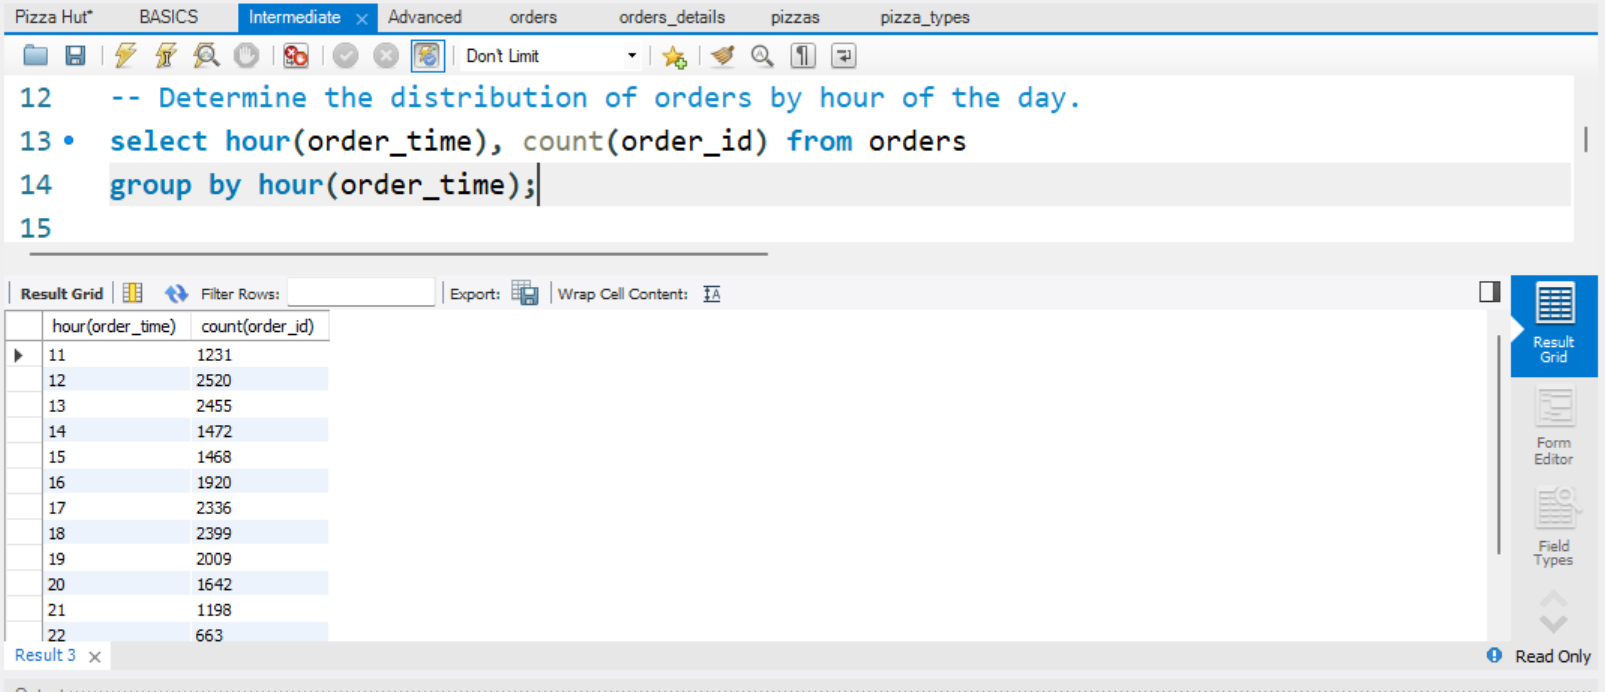 Pizza Hut* BASICS Intermediate Advanced orders orders_details pizzas pizza_types
Don't Limit
12 -- Determine the distribution of orders by hour of the day.
13 select hour(order_time), count(order_id) from orders
14 group by hour(order_time);
15
Result Grid Filter Rows: Export: Wrap Cell Content:
hour(order_time) count(order_id)
11 1231
12 2520
13 2455
14 1472
15 1468
16 1920
17 2336
18 2399
19 2009
20 1642
21 1198
22 663
Result
Grid
Form
Editor
Field
Types
Result 3 Read Only